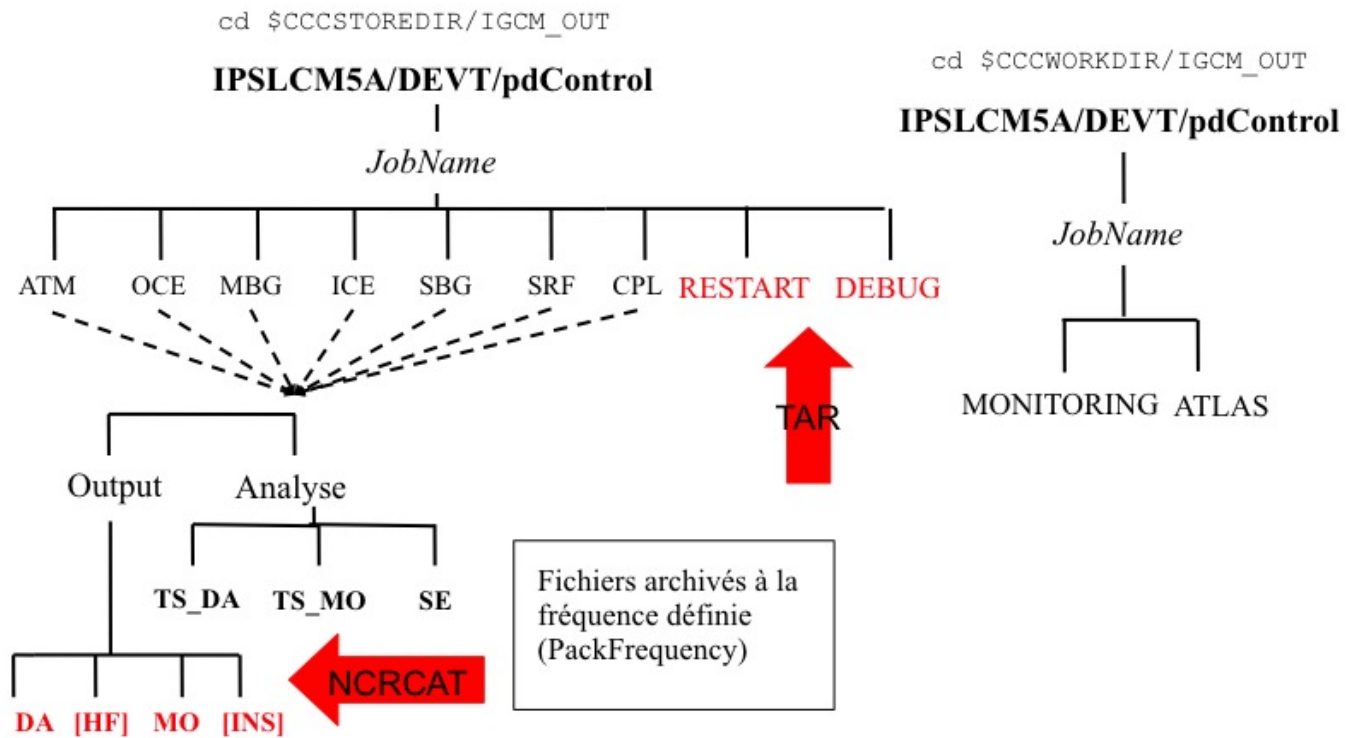 cd $CCCSTOREDIR/IGCM_OUT
IPSLCM5A/DEVT/pdControl
JobName
ATM OCE MBG ICE SBG SRF CPL RESTART DEBUG
TAR
Output Analyse
TS_DA TS_MO SE
Fichiers archivés à la
fréquence définie
(PackFrequency)
NCRCAT
DA [HF] MO [INS]
cd $CCCWORKDIR/IGCM_OUT
IPSLCM5A/DEVT/pdControl
JobName
MONITORING ATLAS